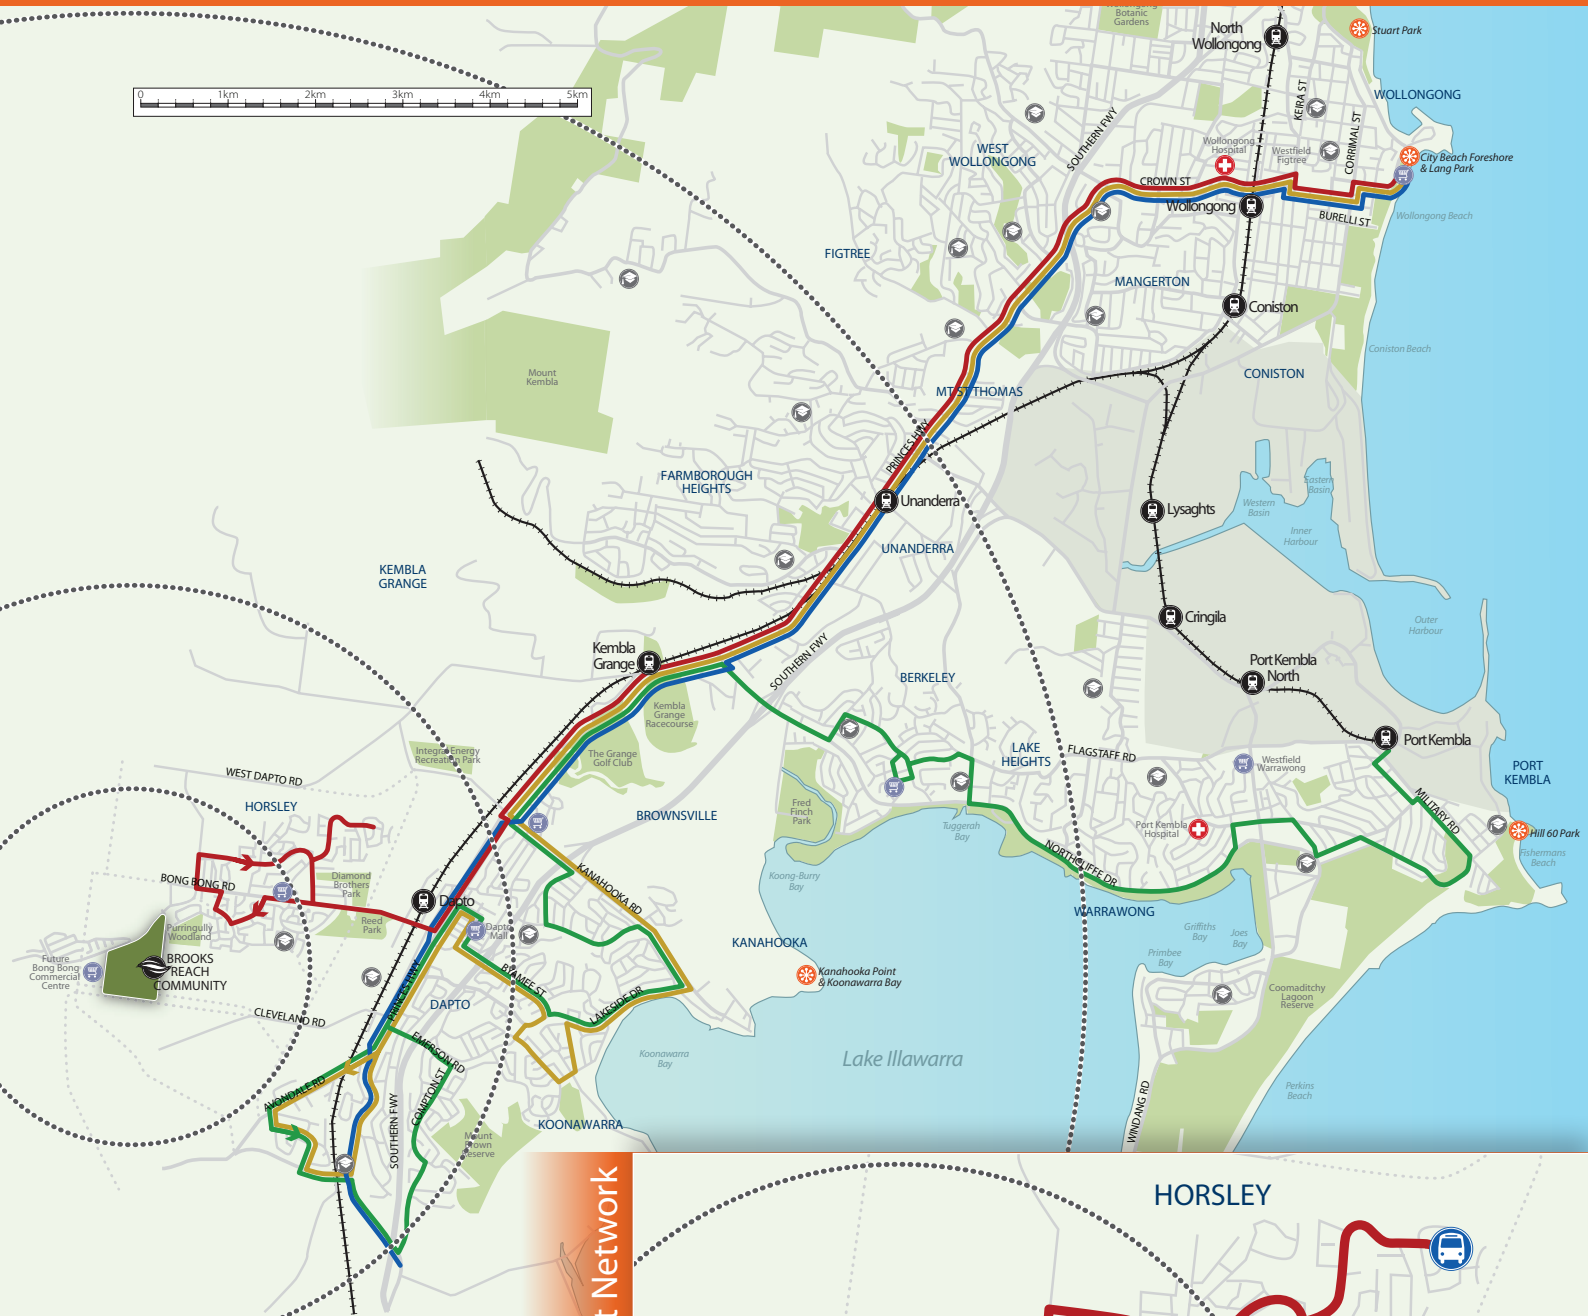 Botanic
Gardens
North
Wollongong
Stuart Park
0 1km 2km 3km 4km 5km
KEIRA ST
WOLLONGONG
SOUTHERN FWY
CORRIMAL ST
WEST
WOLLONGONG
Wollongong
Hospital
Westfield
Figtree
City Beach Foreshore
& Lang Park
CROWN ST
Wollongong
BURELLI ST
Wollongong Beach
FIGTREE
MANGERTON
Coniston
Coniston Beach
Mount
Kembla
CONISTON
MT ST THOMAS
PRINCES HWY
FARMBOROUGH
HEIGHTS
Unanderra
Lysaghts
Eastern
Basin
Western
Basin
Inner
Harbour
UNANDERRA
KEMBLA
GRANGE
Cringila
Outer
Harbour
Kembla
Grange
SOUTHERN FWY
Port Kembla
North
BERKELEY
Kembla
Grange
Racecourse
Port Kembla
Integral Energy
Recreation Park
The Grange
Golf Club
LAKE
HEIGHTS
FLAGSTAFF RD
Westfield
Warrawong
PORT
KEMBLA
WEST DAPTO RD
HORSLEY
BROWNSVILLE
Fred
Finch
Park
Tuggerah
Bay
Port Kembla
Hospital
MILITARY RD
Hill 60 Park
Fishermans
Beach
BONG BONG RD
Diamond
Brothers
Park
KANAHOOKA RD
Koong-Burry
Bay
NORTHCLIFFE DR
Dapto
Reed
Park
Purringully
Woodland
Dapto
Mall
WARRAWONG
Griffiths
Bay
Joes
Bay
KANAHOOKA
Primbee
Bay
Future
Bong Bong
Commercial
Centre
BROOKS
REACH
COMMUNITY
BYAMEE ST
Kanahooka Point
& Koonawarra Bay
PRINCES HWY
DAPTO
LAKESIDE DR
Coomaditchy
Lagoon
Reserve
CLEVELAND RD
EMERSON RD
Koonawarra
Bay
Lake Illawarra
AVONDALE RD
COMPTON ST
SOUTHERN FWY
Perkins
Beach
WINDANG RD
KOONAWARRA
Mount
Brown
Reserve
Network
HORSLEY